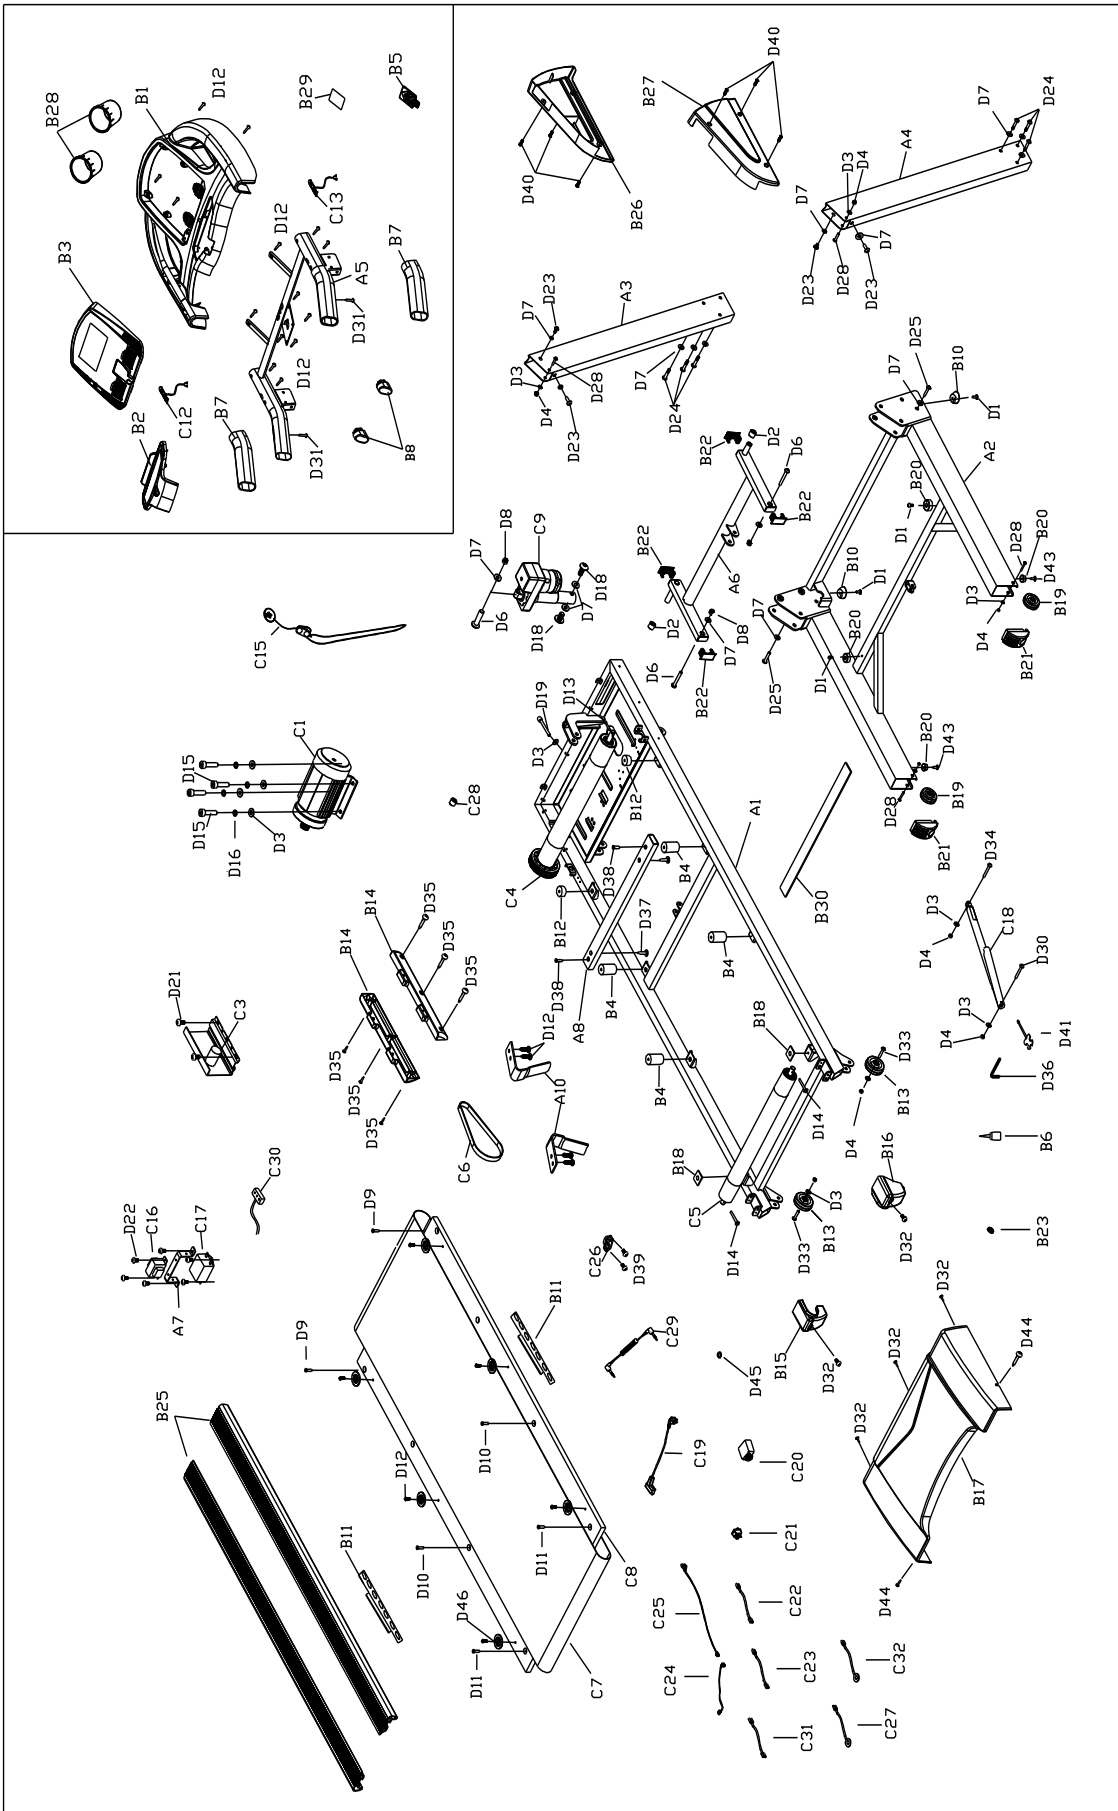 B28
B1
D12
B29
B5
B3
C13
D12
A5
B7
D31
D12
C12
B2
B7
D31
B8
B26
D40
B27
D40
D7
D24
A4
D3
D4
D7
D23
D28
D7
D23
D7
D23
A3
D3
D4
D28
D23
D7
D24
D25
D7
B10
D1
A2
B20
D1
D28
B20
D43
D3
D4
B19
B21
B10
D1
D7
D25
B20
D1
B20
D43
D28
B19
B21
B22
D2
D6
B22
A6
B22
D2
D8
D7
B22
D6
D8
C9
D7
D6
D18
D7
D18
C15
C1
D15
D15
D16
D3
C28
D19
D13
D3
B12
C4
B12
A1
B4
D38
D37
B4
D38
B4
A8
B4
B30
D34
D3
D4
C18
D30
D3
D4
D41
D36
B6
B23
B18
D33
B13
D4
D14
B18
C5
D14
D3
B13
D33
B16
D32
B15
D32
D32
D44
D32
D32
B17
D44
B14
B14
D35
D35
D35
D35
D35
D35
D21
C3
D12
A10
C6
C30
D22
C16
C17
A7
D9
D9
C26
D39
B11
C29
D45
B25
D10
D12
D10
D11
D46
D11
B11
C8
C7
C19
C20
C21
C25
C22
C24
C23
C32
C31
C27